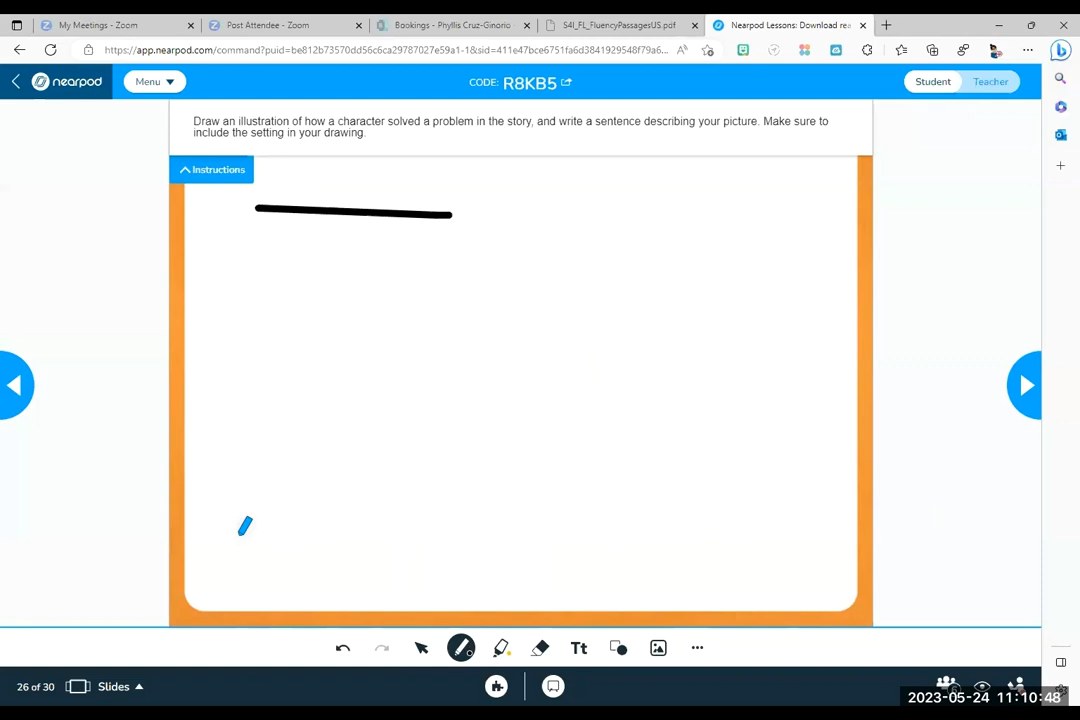 My Meetings - Zoom
Post Attendee - Zoom
Bookings - Phyllis Cruz-Ginorio
S4I_FL_FluencyPassagesUS.pdf
Nearpod Lessons: Download rea
https://app.nearpod.com/command?puid=be812b73570dd56c6ca29787027e59a1-1&sid=411e47bce6751fa6d3841929548f79a6...
nearpod
Menu
CODE: R8KB5
Student
Teacher
Draw an illustration of how a character solved a problem in the story, and write a sentence describing your picture. Make sure to
include the setting in your drawing.
Instructions
Tt
26 of 30
Slides
2023-05-24 11:10:48